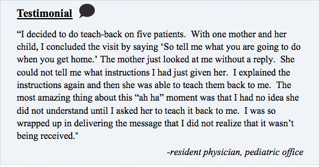 Testimonial
“I decided to do teach-back on five patients.  With one mother and her
child, I concluded the visit by saying ‘So tell me what you are going to do
when you get home.’ The mother just looked at me without a reply.  She
could not tell me what instructions I had just given her.  I explained the
instructions again and then she was able to teach them back to me.  The
most amazing thing about this “ah ha” moment was that I had no idea she
did not understand until I asked her to teach it back to me.  I was so
wrapped up in delivering the message that I did not realize that it wasn’t
being received."
-resident physician, pediatric office